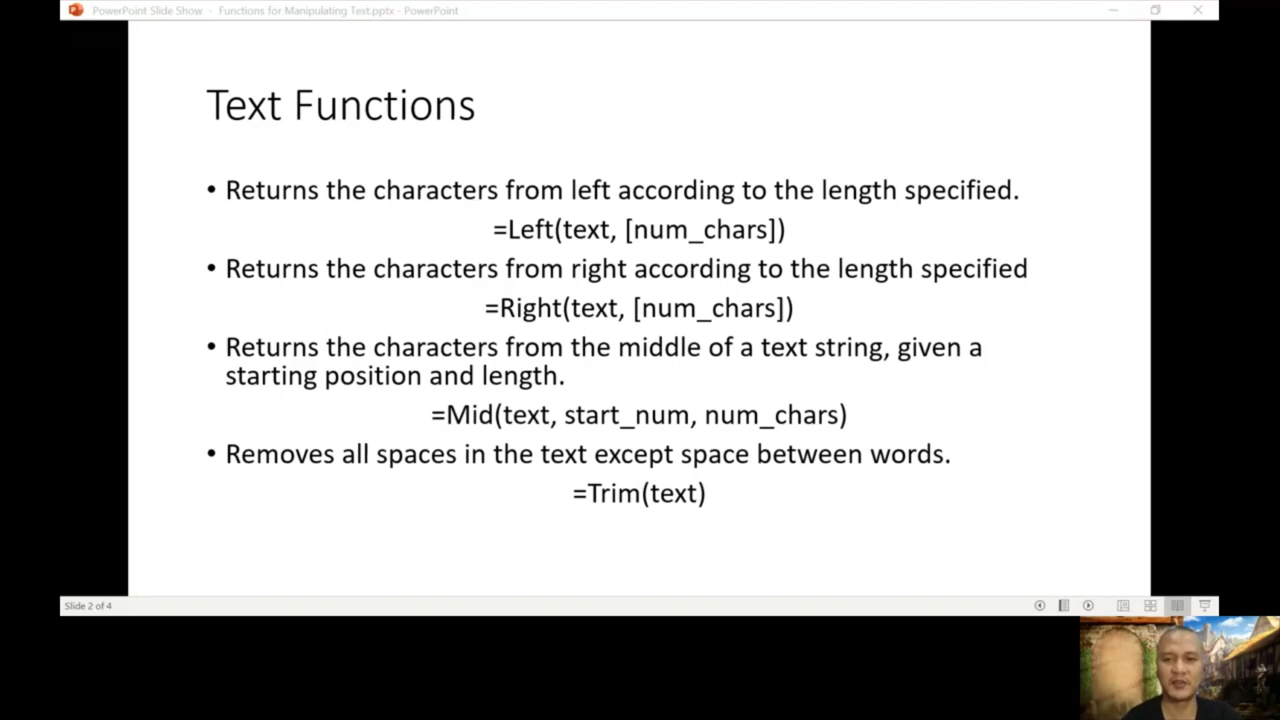 PowerPoint Slide Show - Functions for Manipulating Text.pptx - PowerPoint
Text Functions
• Returns the characters from left according to the length specified.
=Left(text, [num_chars])
• Returns the characters from right according to the length specified
=Right(text, [num_chars])
• Returns the characters from the middle of a text string, given a
starting position and length.
=Mid(text, start_num, num_chars)
• Removes all spaces in the text except space between words.
=Trim(text)
Slide 2 of 4